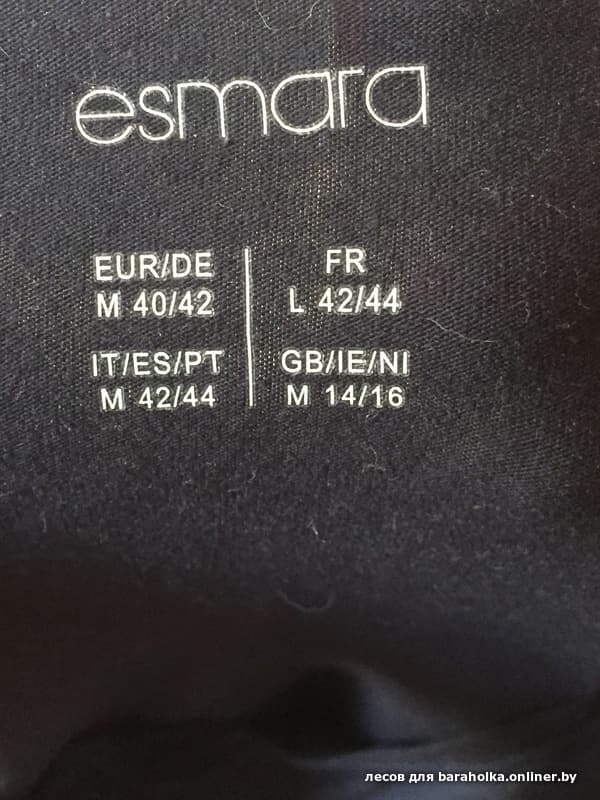 esmara
EUR/DE
M 40/42
FR
L 42/44
IT/ES/PT
M 42/44
GB/IE/NI
M 14/16
лесов для baraholka.onliner.by